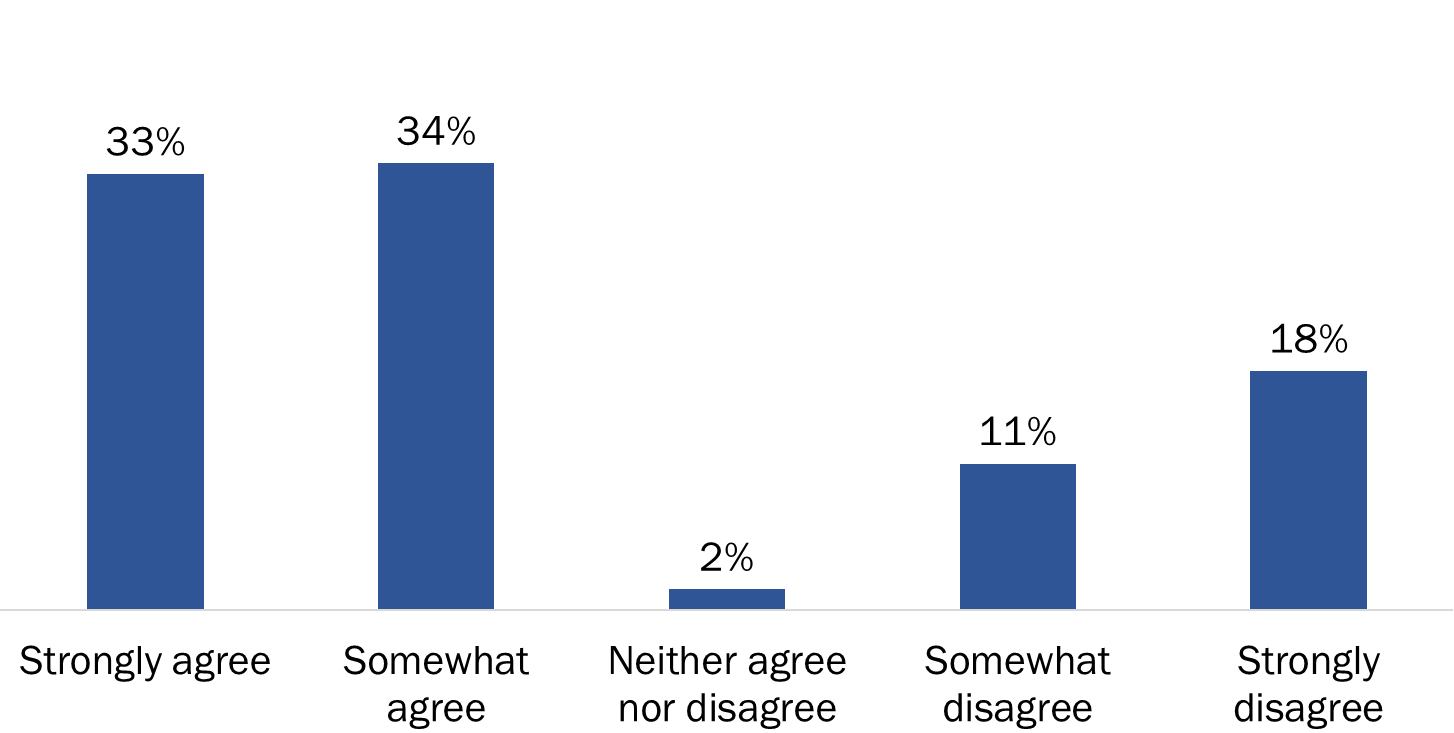 33%
34%
2%
11%
18%
Strongly agree
Somewhat
agree
Neither agree
nor disagree
Somewhat
disagree
Strongly
disagree